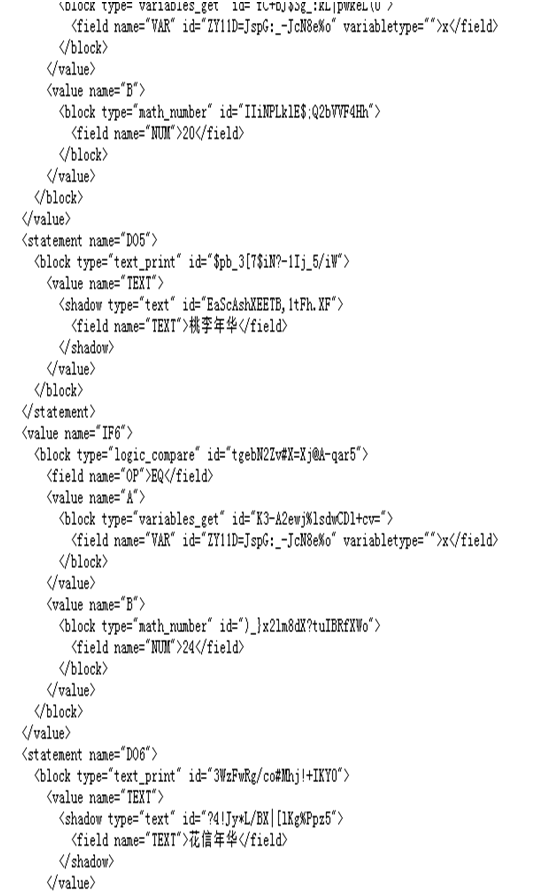 <block type="variables_get" id="
<field name="VAR" id="ZY11D=JspG:_-JcN8e%o" variabletype="">x</field>
</block>
</value>
<value name="B">
<block type="math_number" id="IIiNPLklE$;Q2bVVF4Hh">
<field name="NUM">20</field>
</block>
</value>
</block>
</value>
<statement name="DO5">
<block type="text_print" id="$pb_3[7$iN?-1Ij_5/iW">
<value name="TEXT">
<shadow type="text" id="EaScAshXEETB,1tFh.XF">
<field name="TEXT">桃李年华</field>
</shadow>
</value>
</block>
</statement>
<value name="IF6">
<block type="logic_compare" id="tgebN2Zv#X=Xj@A-qar5">
<field name="OP">EQ</field>
<value name="A">
<block type="variables_get" id="K3-A2ewj%lsdwCDl+cv=">
<field name="VAR" id="ZY11D=JspG:_-JcN8e%o" variabletype="">x</field>
</block>
</value>
<value name="B">
<block type="math_number" id=")_}x2lm8dX?tuIBRfXWo">
<field name="NUM">24</field>
</block>
</value>
</block>
</value>
<statement name="DO6">
<block type="text_print" id="3WzFwRg/co#Mhj!+IKY0">
<value name="TEXT">
<shadow type="text" id="?4!Jy*L/BX|[lKg%Ppz5">
<field name="TEXT">花信年华</field>
</shadow>
</value>